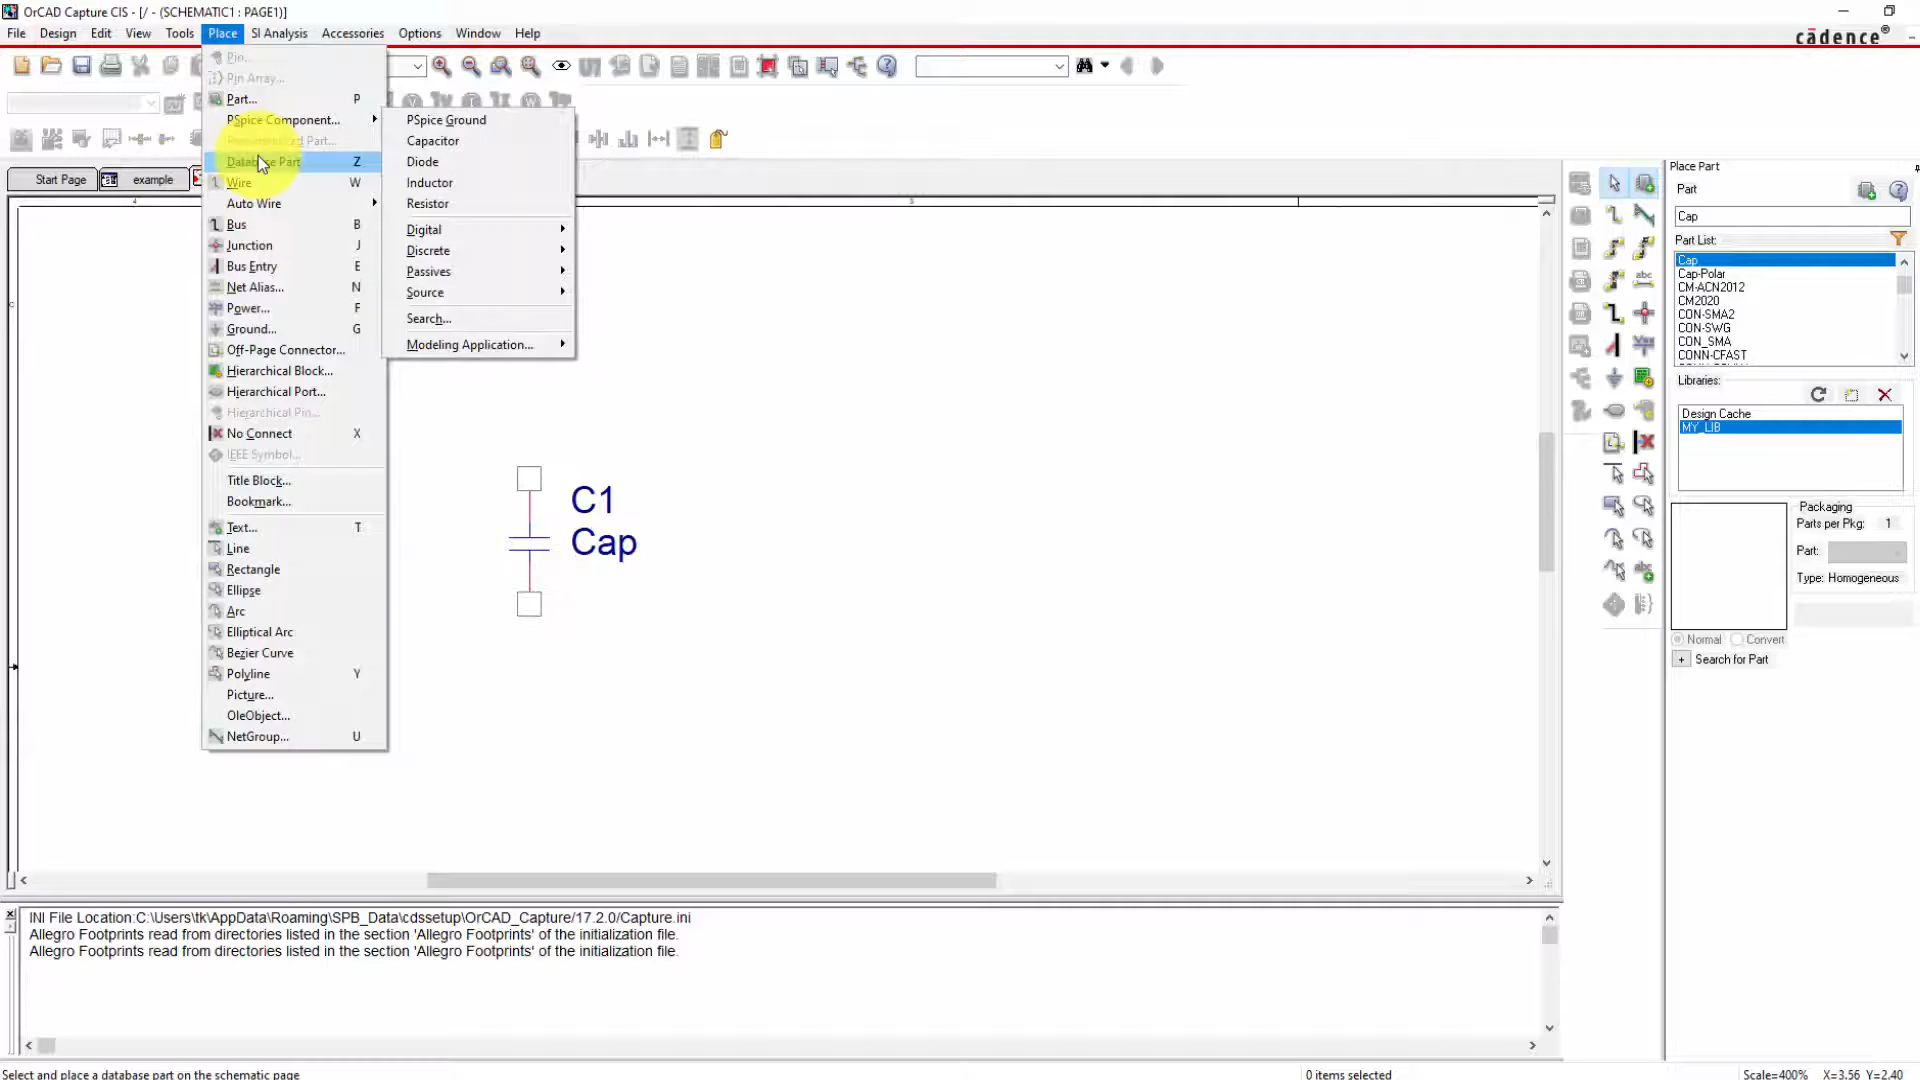 OrCAD Capture CIS - [/ - (SCHEMATIC1 : PAGE1)]
File Design Edit View Tools Place SI Analysis Accessories Options Window Help
cādence®
Pin...
Pin Array...
Part... P
PSpice Component...
Database Part Z
Wire W
Auto Wire
Bus B
Junction J
Bus Entry E
Net Alias... N
Power... F
Ground... G
Off-Page Connector...
Hierarchical Block...
Hierarchical Port...
Hierarchical Pin...
No Connect X
IEEE Symbol...
Title Block...
Bookmark...
Text... T
Line
Rectangle
Ellipse
Arc
Elliptical Arc
Bezier Curve
Polyline Y
Picture...
OleObject...
NetGroup... U
PSpice Ground
Capacitor
Diode
Inductor
Resistor
Digital
Discrete
Passives
Source
Search...
Modeling Application...
Start Page
example
C1
Cap
Place Part
Part
Cap
Part List:
Cap
Cap-Polar
CM-ACN2012
CM2020
CON-SMA2
CON-SWG
CON_SMA
CONN-CFAST
Libraries:
Design Cache
MY_LIB
Packaging
Parts per Pkg: 1
Part:
Type: Homogeneous
Normal Convert
+ Search for Part
INI File Location:C:\Users\tk\AppData\Roaming\SPB_Data\cdssetup\OrCAD_Capture/17.2.0/Capture.ini
Allegro Footprints read from directories listed in the section 'Allegro Footprints' of the initialization file.
Allegro Footprints read from directories listed in the section 'Allegro Footprints' of the initialization file.
Select and place a database part on the schematic page
0 items selected
Scale=400% X=3.56 Y=2.40